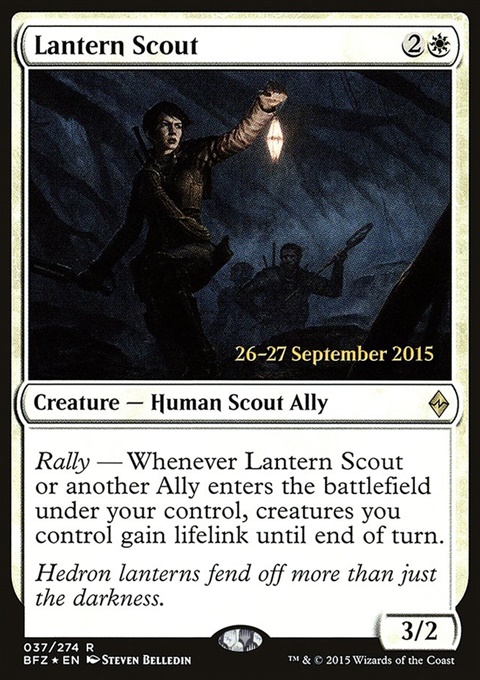 Lantern Scout 2
26–27 September 2015
Creature — Human Scout Ally
Rally — Whenever Lantern Scout
or another Ally enters the battlefield
under your control, creatures you
control gain lifelink until end of turn.
Hedron lanterns fend off more than just
the darkness.
3/2
037/274 R
BFZ ★ EN Steven Belledin
™ & © 2015 Wizards of the Coast